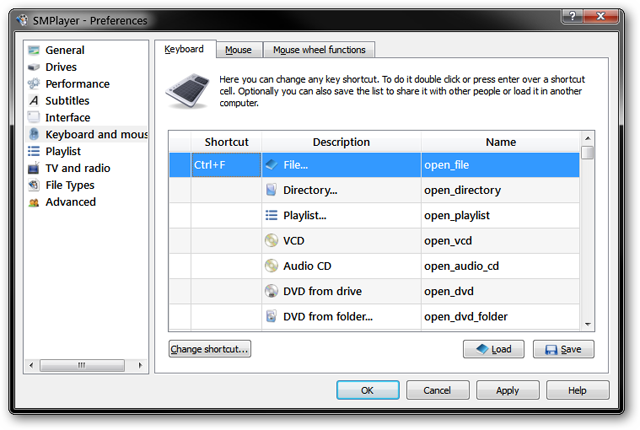 SMPlayer - Preferences
General
Drives
Performance
Subtitles
Interface
Keyboard and mous
Playlist
TV and radio
File Types
Advanced
Keyboard Mouse Mouse wheel functions
Here you can change any key shortcut. To do it double click or press enter over a shortcut
cell. Optionally you can also save the list to share it with other people or load it in another
computer.
Shortcut Description Name
Ctrl+F File... open_file
Directory... open_directory
Playlist... open_playlist
VCD open_vcd
Audio CD open_audio_cd
DVD from drive open_dvd
DVD from folder... open_dvd_folder
Change shortcut... Load Save
OK Cancel Apply Help